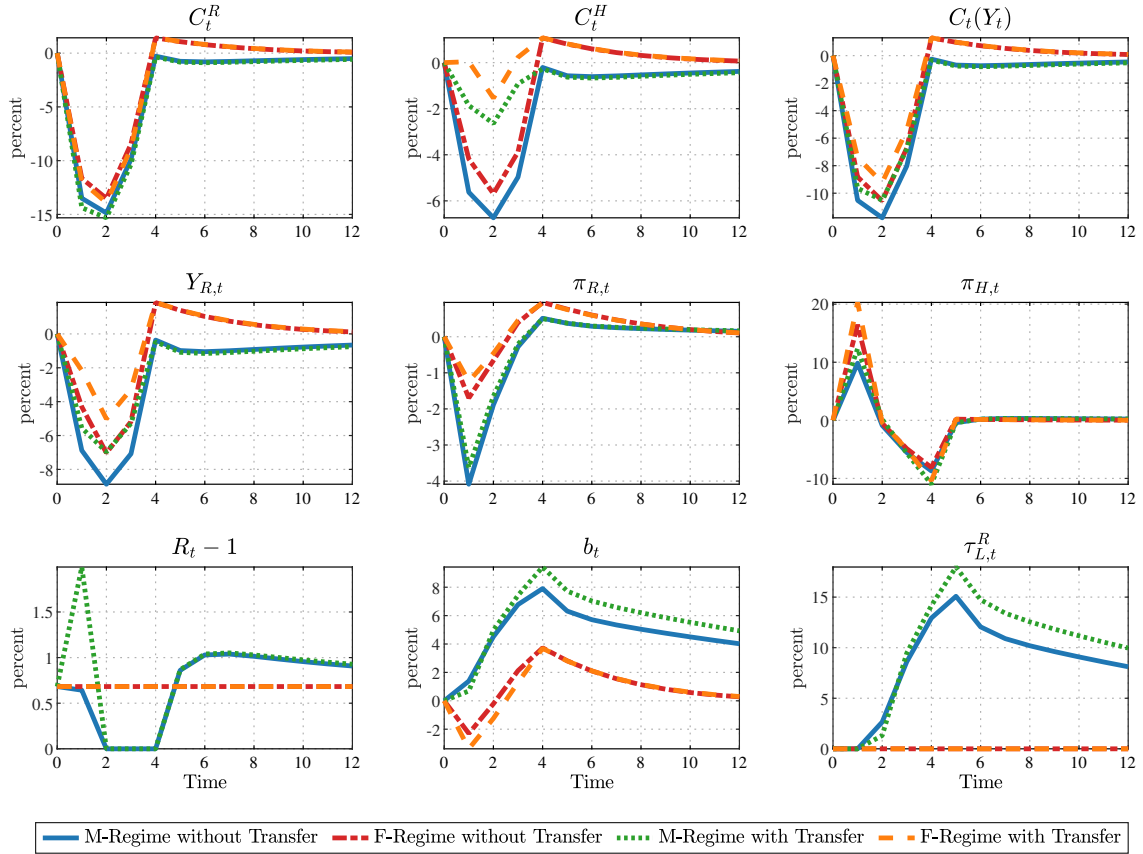 C_t^R C_t^H C_t(Y_t)
percent 0 -5 -10 -15
0 2 4 6 8 10 12
percent 0 -2 -4 -6
0 2 4 6 8 10 12
percent 0 -2 -4 -6 -8 -10
0 2 4 6 8 10 12
Y_{R,t} π_{R,t} π_{H,t}
percent 0 -2 -4 -6 -8
0 2 4 6 8 10 12
percent 0 -1 -2 -3 -4
0 2 4 6 8 10 12
percent 20 10 0 -10
0 2 4 6 8 10 12
R_t − 1 b_t τ_{L,t}^R
percent 1.5 1 0.5 0
0 2 4 6 8 10 12
Time
percent 8 6 4 2 0 -2
0 2 4 6 8 10 12
Time
percent 15 10 5 0
0 2 4 6 8 10 12
Time
M-Regime without Transfer F-Regime without Transfer M-Regime with Transfer F-Regime with Transfer